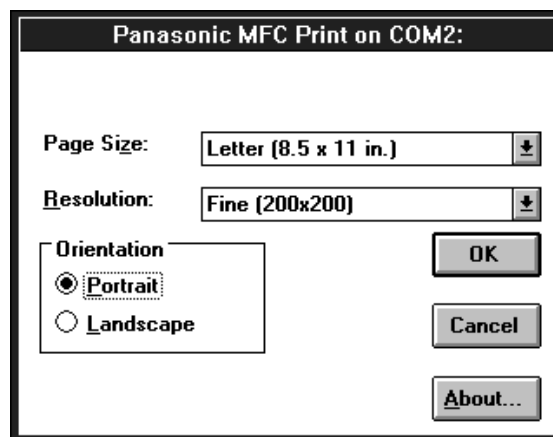 Panasonic MFC Print on COM2:
Page Size: Letter (8.5 x 11 in.)
Resolution: Fine (200x200)
Orientation
Portrait
OK
Landscape
Cancel
About...